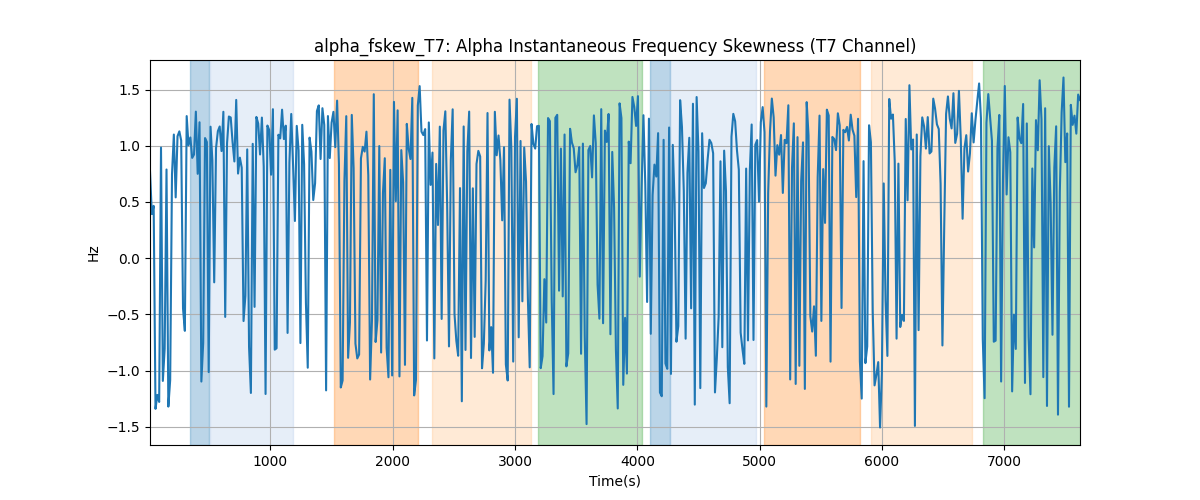 alpha_fskew_T7: Alpha Instantaneous Frequency Skewness (T7 Channel)
1.5
1.0
0.5
0.0
−0.5
−1.0
−1.5
Hz
1000 2000 3000 4000 5000 6000 7000
Time(s)